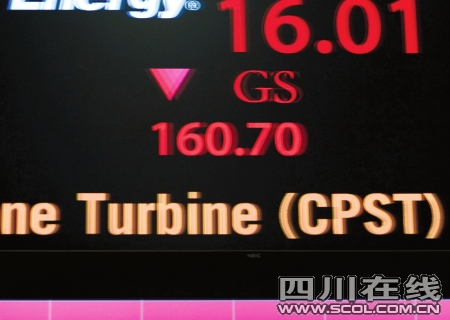 Energy®
16.01
▼ GS
160.70
ne Turbine (CPST)
四川在线
WWW.SCOL.COM.CN